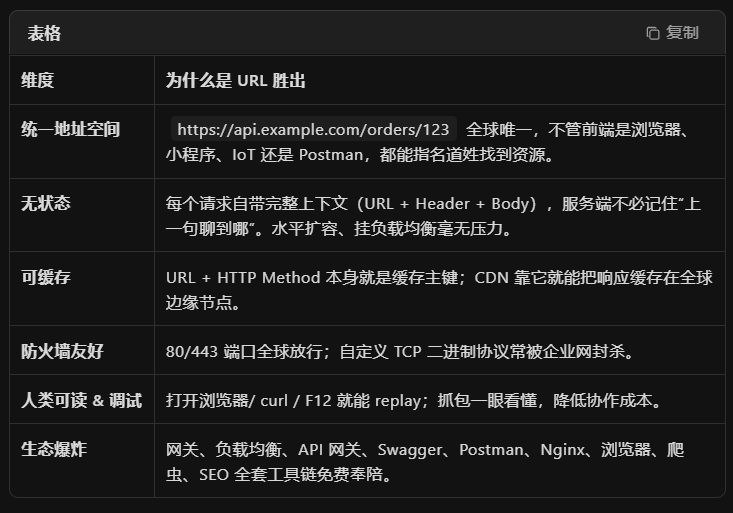 表格
复制
维度 为什么是 URL 胜出
统一地址空间 https://api.example.com/orders/123 全球唯一，不管前端是浏览器、
小程序、IoT 还是 Postman，都能指名道姓找到资源。
无状态 每个请求自带完整上下文（URL + Header + Body），服务端不必记住“上
一句聊到哪”。水平扩容、挂负载均衡毫无压力。
可缓存 URL + HTTP Method 本身就是缓存主键；CDN 靠它就能把响应缓存在全球
边缘节点。
防火墙友好 80/443 端口全球放行；自定义 TCP 二进制协议常被企业网封杀。
人类可读 & 调试 打开浏览器/ curl / F12 就能 replay；抓包一眼看懂，降低协作成本。
生态爆炸 网关、负载均衡、API 网关、Swagger、Postman、Nginx、浏览器、爬
虫、SEO 全套工具链免费奉陪。